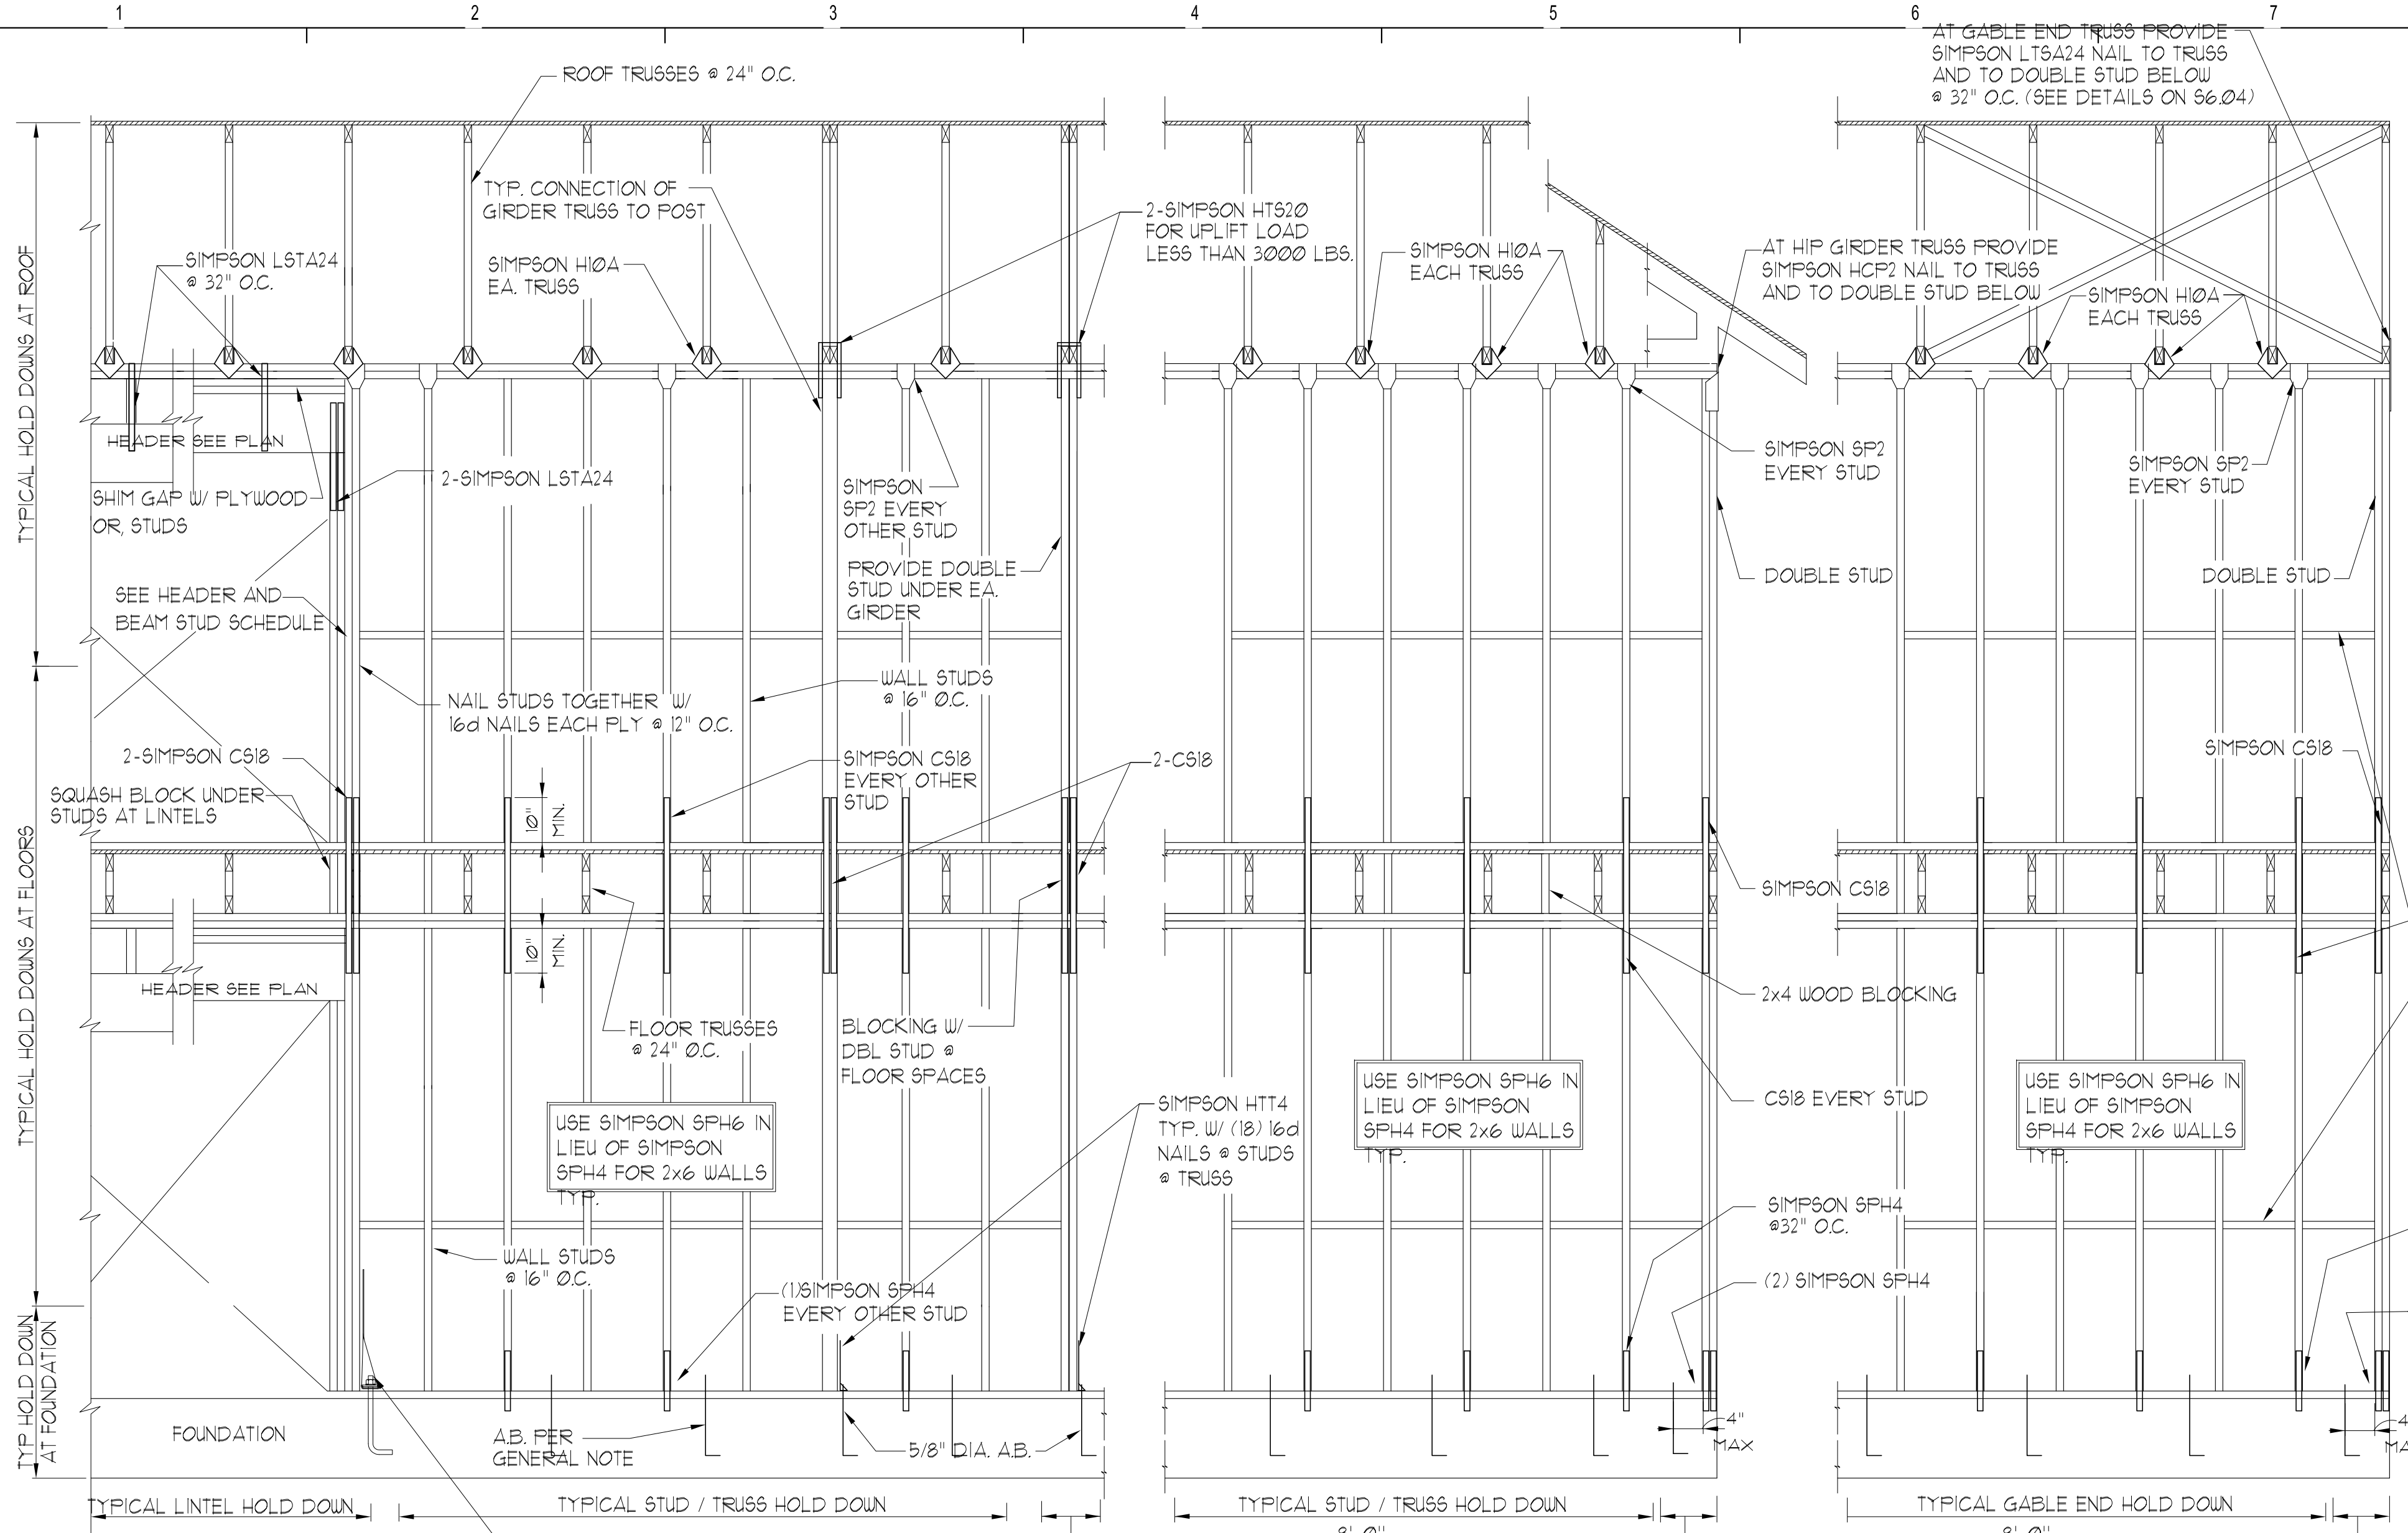 1
2
3
4
5
6
7
AT GABLE END TRUSS PROVIDE
SIMPSON LTSA24 NAIL TO TRUSS
AND TO DOUBLE STUD BELOW
@ 32" O.C. (SEE DETAILS ON S6.04)
ROOF TRUSSES @ 24" O.C.
TYP. CONNECTION OF
GIRDER TRUSS TO POST
2-SIMPSON HTS20
FOR UPLIFT LOAD
LESS THAN 3000 LBS.
SIMPSON LSTA24
@ 32" O.C.
SIMPSON H10A
EA. TRUSS
SIMPSON H10A
EACH TRUSS
AT HIP GIRDER TRUSS PROVIDE
SIMPSON HCP2 NAIL TO TRUSS
AND TO DOUBLE STUD BELOW
SIMPSON H10A
EACH TRUSS
TYPICAL HOLD DOWNS AT ROOF
HEADER SEE PLAN
2-SIMPSON LSTA24
SHIM GAP W/ PLYWOOD
OR, STUDS
SIMPSON
SP2 EVERY
OTHER STUD
SIMPSON SP2
EVERY STUD
SIMPSON SP2
EVERY STUD
PROVIDE DOUBLE
STUD UNDER EA.
GIRDER
DOUBLE STUD
DOUBLE STUD
SEE HEADER AND
BEAM STUD SCHEDULE
NAIL STUDS TOGETHER W/
16d NAILS EACH PLY @ 12" O.C.
WALL STUDS
@ 16" O.C.
2-SIMPSON CS18
SIMPSON CS18
EVERY OTHER
STUD
2-CS18
SIMPSON CS18
SQUASH BLOCK UNDER
STUDS AT LINTELS
10"
MIN.
TYPICAL HOLD DOWNS AT FLOORS
SIMPSON CS18
10"
MIN.
HEADER SEE PLAN
2x4 WOOD BLOCKING
FLOOR TRUSSES
@ 24" O.C.
BLOCKING W/
DBL STUD @
FLOOR SPACES
CS18 EVERY STUD
USE SIMPSON SPH6 IN
LIEU OF SIMPSON
SPH4 FOR 2x6 WALLS
TYP.
SIMPSON HTT4
TYP. W/ (18) 16d
NAILS @ STUDS
@ TRUSS
USE SIMPSON SPH6 IN
LIEU OF SIMPSON
SPH4 FOR 2x6 WALLS
TYP.
USE SIMPSON SPH6 IN
LIEU OF SIMPSON
SPH4 FOR 2x6 WALLS
TYP.
SIMPSON SPH4
@32" O.C.
WALL STUDS
@ 16" O.C.
(1)SIMPSON SPH4
EVERY OTHER STUD
(2) SIMPSON SPH4
TYP HOLD DOWN
AT FOUNDATION
FOUNDATION
A.B. PER
GENERAL NOTE
5/8" DIA. A.B.
4"
MAX
4
TYPICAL LINTEL HOLD DOWN
TYPICAL STUD / TRUSS HOLD DOWN
TYPICAL STUD / TRUSS HOLD DOWN
TYPICAL GABLE END HOLD DOWN
8'-0"
8'-0"